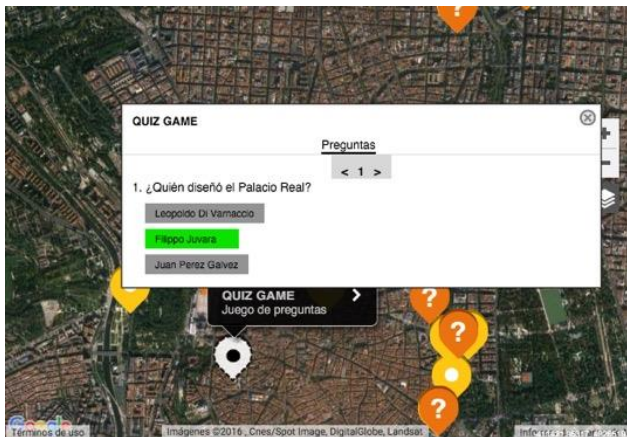 ?
QUIZ GAME
Preguntas
< 1 >
1. ¿Quién diseñó el Palacio Real?
Leopoldo Di Varnaccio
Filippo Juvara
Juan Perez Galvez
QUIZ GAME
Juego de preguntas
?
?
?
Google
Términos de uso
Imágenes ©2016 , Cnes/Spot Image, DigitalGlobe, Landsat